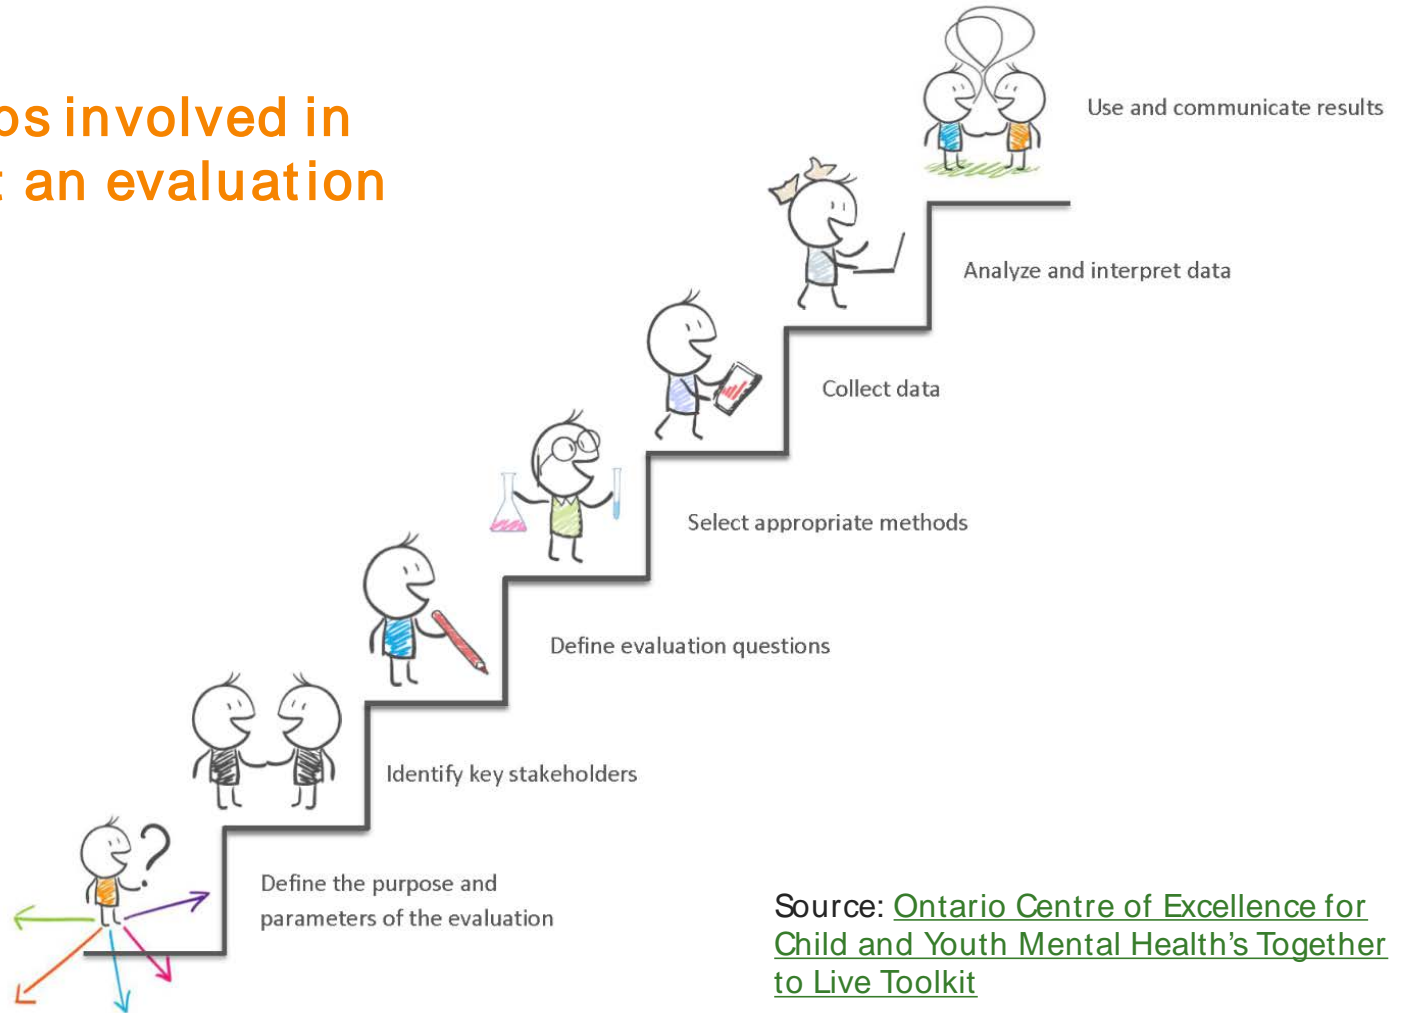 involved in
an evaluation
Use and communicate results
Analyze and interpret data
Collect data
Select appropriate methods
Define evaluation questions
Identify key stakeholders
Define the purpose and
parameters of the evaluation
?
Source: Ontario Centre of Excellence for
Child and Youth Mental Health’s Together
to Live Toolkit